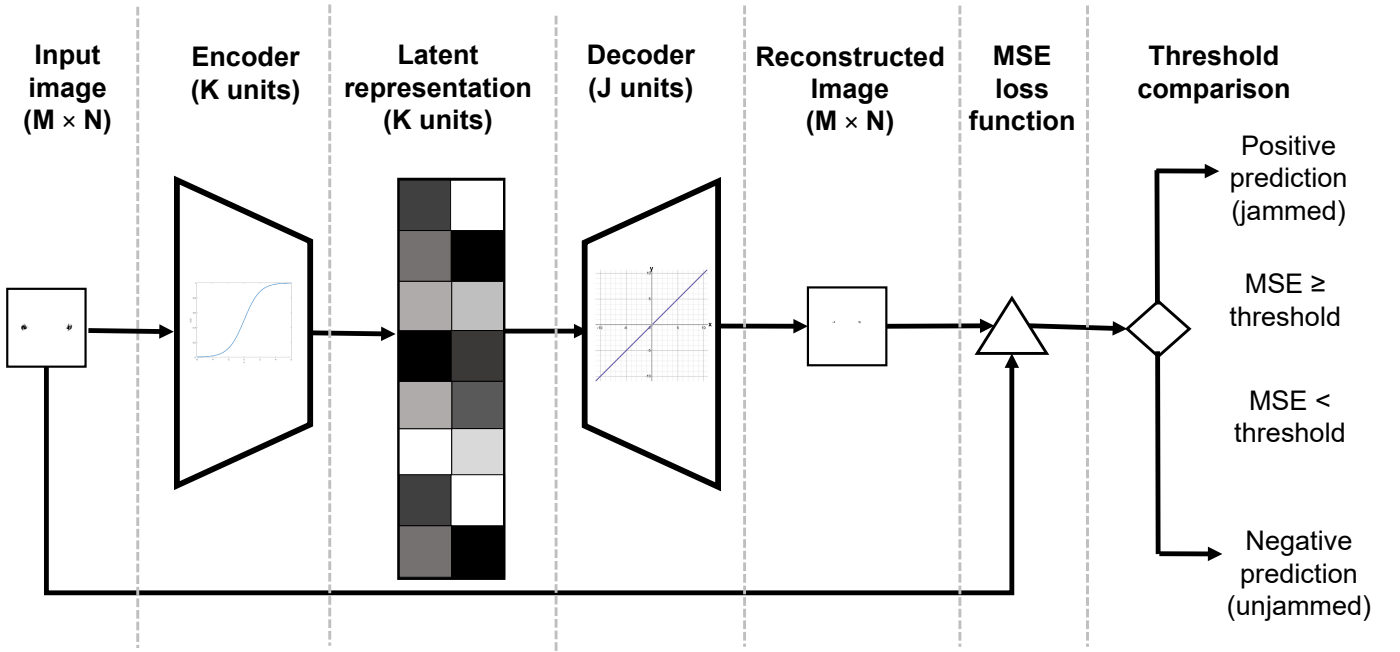 Input
image
(M × N)
Encoder
(K units)
Latent
representation
(K units)
Decoder
(J units)
Reconstructed
Image
(M × N)
MSE
loss
function
Threshold
comparison
Positive
prediction
(jammed)
MSE ≥
threshold
MSE <
threshold
Negative
prediction
(unjammed)
y
x